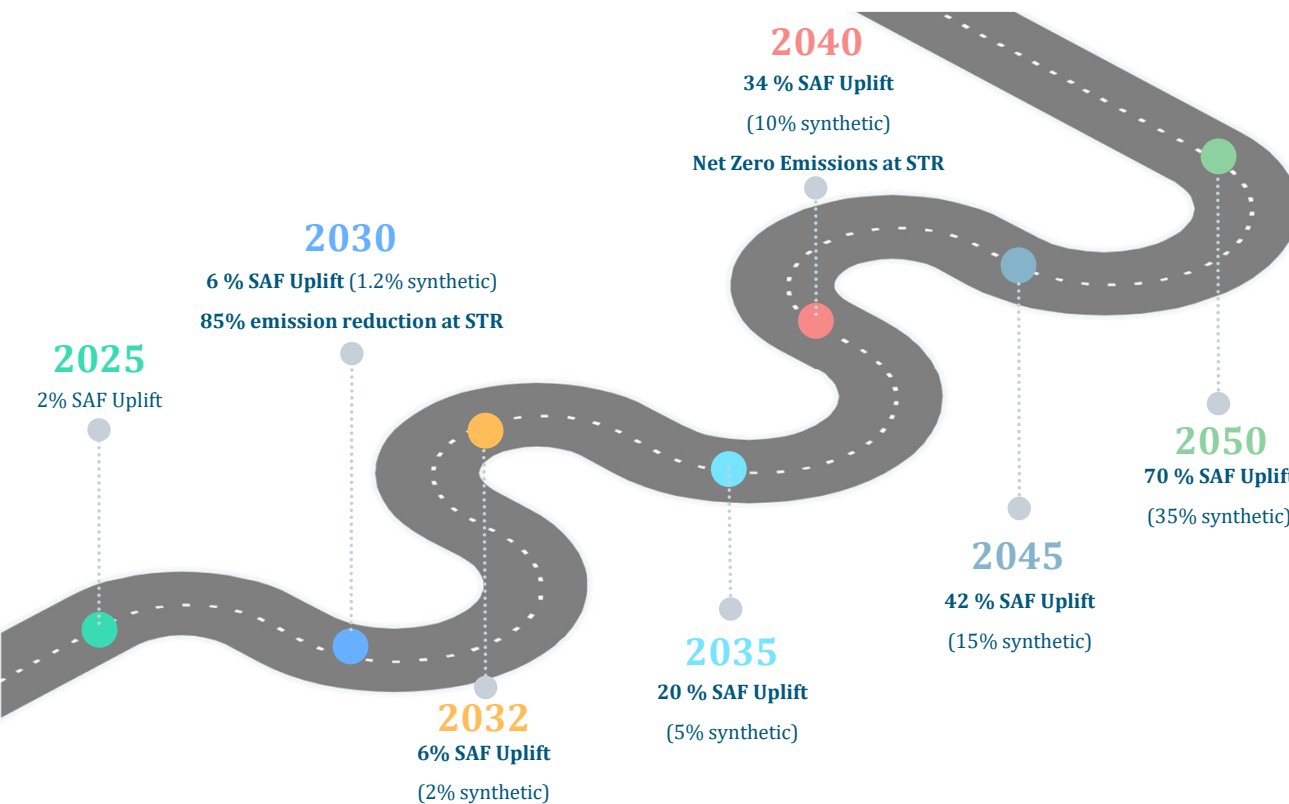 2025
2% SAF Uplift
2030
6 % SAF Uplift (1.2% synthetic)
85% emission reduction at STR
2032
6% SAF Uplift
(2% synthetic)
2035
20 % SAF Uplift
(5% synthetic)
2040
34 % SAF Uplift
(10% synthetic)
Net Zero Emissions at STR
2045
42 % SAF Uplift
(15% synthetic)
2050
70 % SAF Uplift
(35% synthetic)